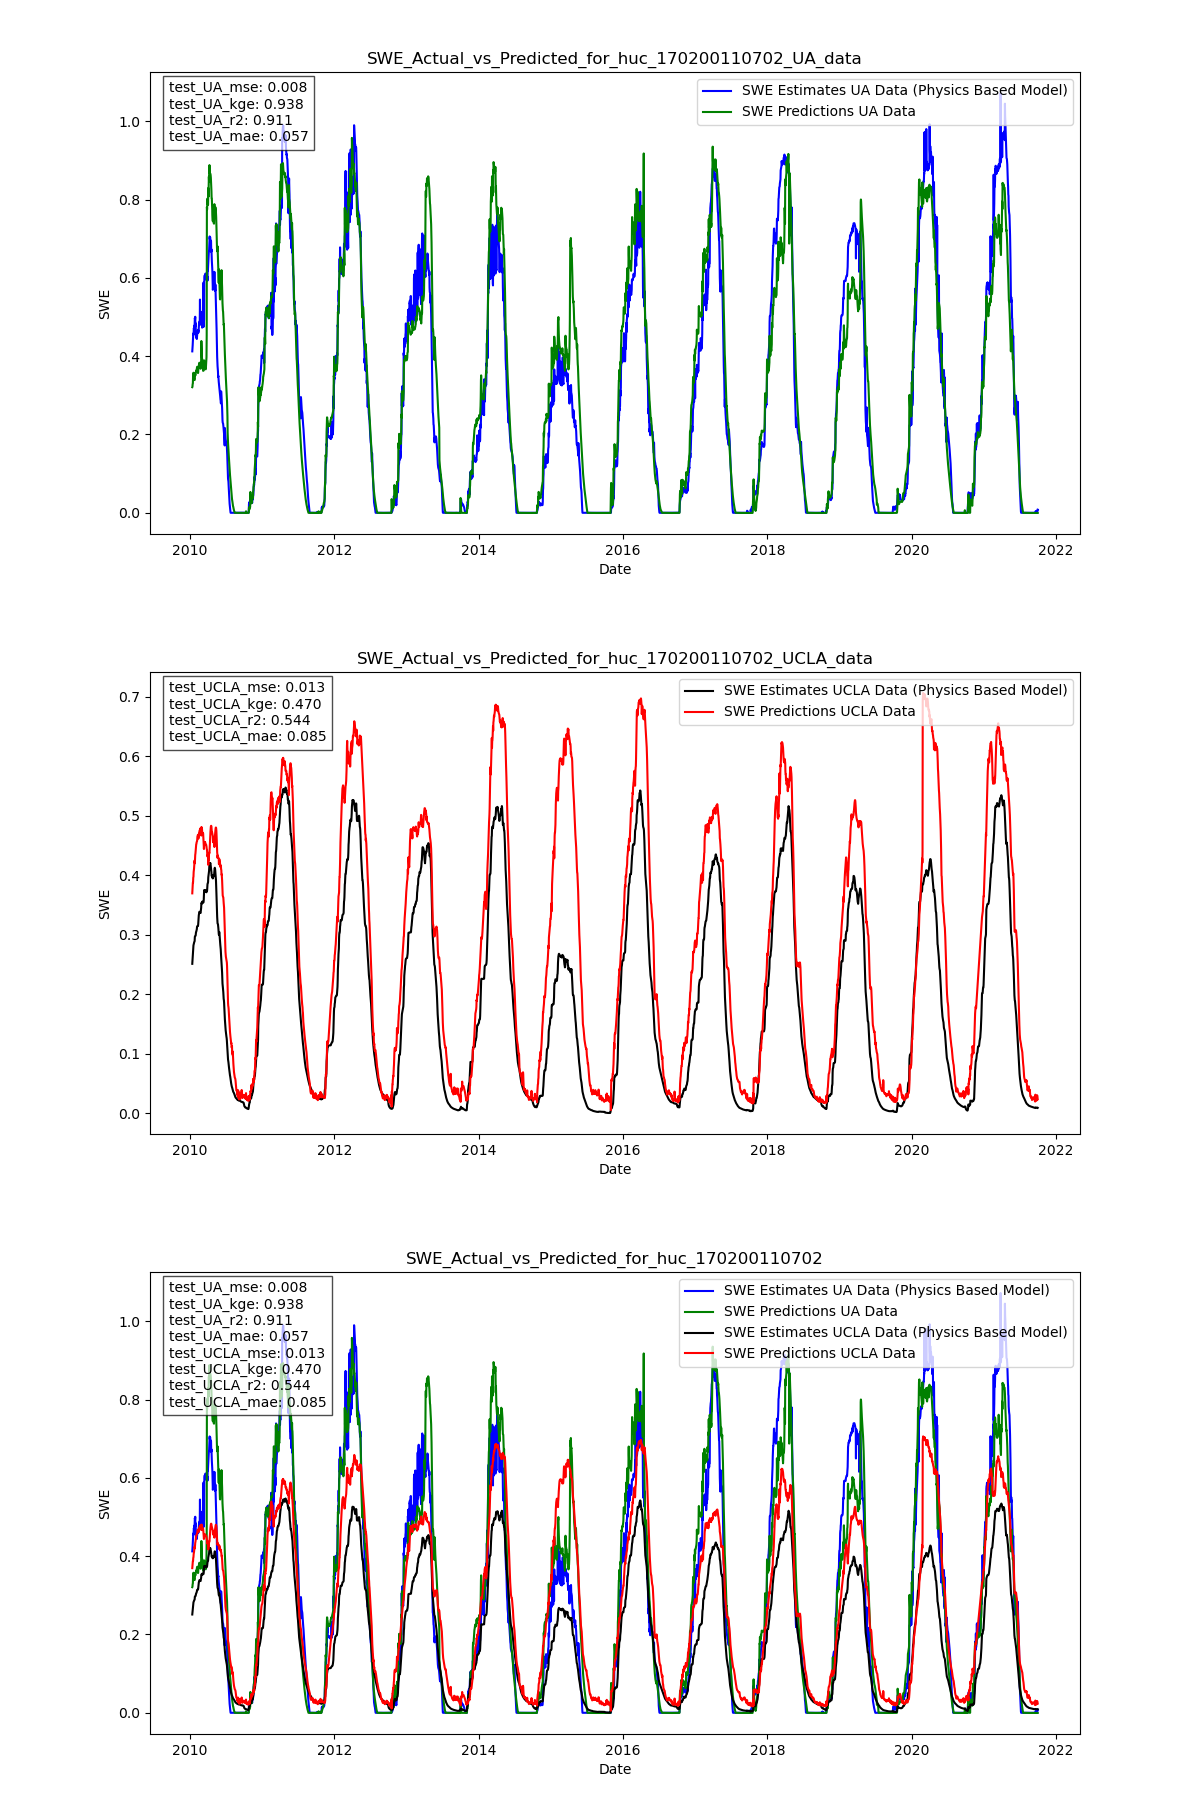 SWE_Actual_vs_Predicted_for_huc_170200110702_UA_data
test_UA_mse: 0.008
test_UA_kge: 0.938
test_UA_r2: 0.911
test_UA_mae: 0.057
SWE Estimates UA Data (Physics Based Model)
SWE Predictions UA Data
1.0
0.8
0.6
0.4
0.2
0.0
SWE
2010 2012 2014 2016 2018 2020 2022
Date
SWE_Actual_vs_Predicted_for_huc_170200110702_UCLA_data
test_UCLA_mse: 0.013
test_UCLA_kge: 0.470
test_UCLA_r2: 0.544
test_UCLA_mae: 0.085
SWE Estimates UCLA Data (Physics Based Model)
SWE Predictions UCLA Data
0.7
0.6
0.5
0.4
0.3
0.2
0.1
0.0
SWE
2010 2012 2014 2016 2018 2020 2022
Date
SWE_Actual_vs_Predicted_for_huc_170200110702
test_UA_mse: 0.008
test_UA_kge: 0.938
test_UA_r2: 0.911
test_UA_mae: 0.057
test_UCLA_mse: 0.013
test_UCLA_kge: 0.470
test_UCLA_r2: 0.544
test_UCLA_mae: 0.085
SWE Estimates UA Data (Physics Based Model)
SWE Predictions UA Data
SWE Estimates UCLA Data (Physics Based Model)
SWE Predictions UCLA Data
1.0
0.8
0.6
0.4
0.2
0.0
SWE
2010 2012 2014 2016 2018 2020 2022
Date